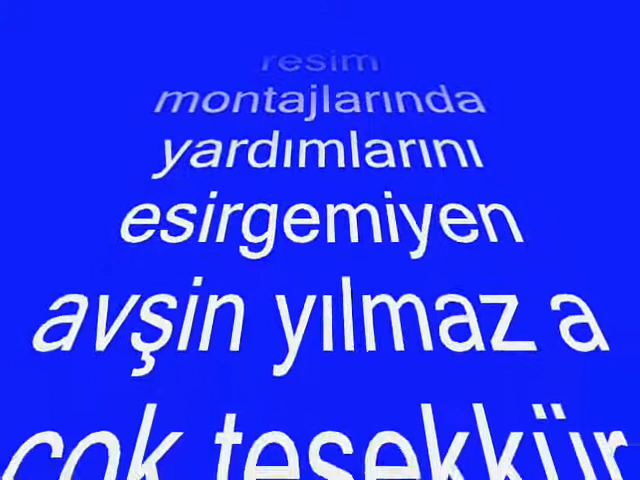 resim
montajlarında
yardımlarını
esirgemiyen
avşin yılmaz a
çok teşekkür